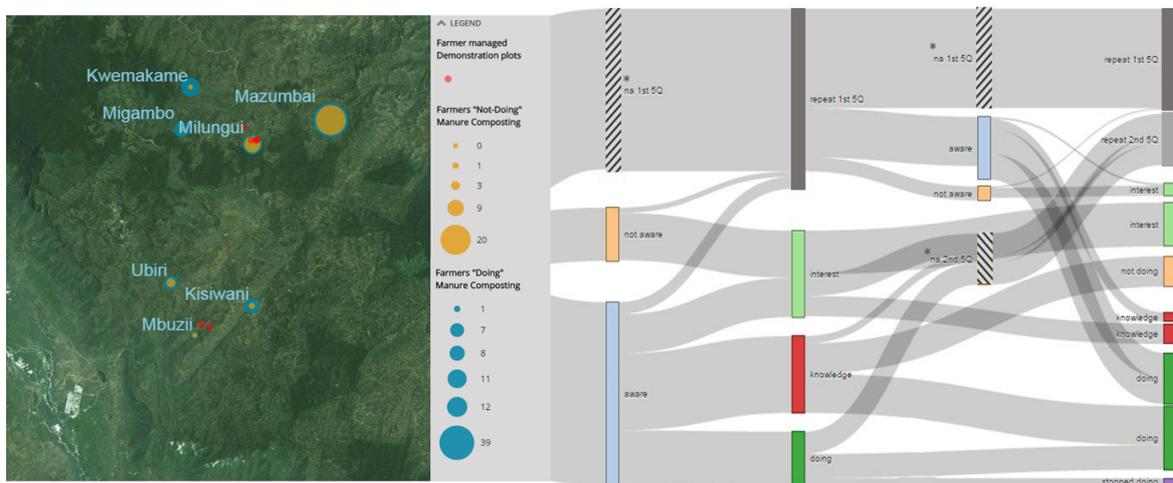 Kwemakame
Mazumbai
Migambo
Milungui
Ubiri
Kisiwani
Mbuzii
LEGEND
Farmer managed
Demonstration plots
Farmers "Not-Doing"
Manure Composting
0
1
3
9
20
Farmers "Doing"
Manure Composting
1
7
8
11
12
39
*
na 1st 5Q
not aware
aware
repeat 1st 5Q
interest
knowledge
doing
*
na 1st 5Q
aware
not aware
*
na 2nd 5Q
repeat 1st 5Q
repeat 2nd 5Q
interest
interest
not doing
knowledge
knowledge
doing
doing
stopped doing